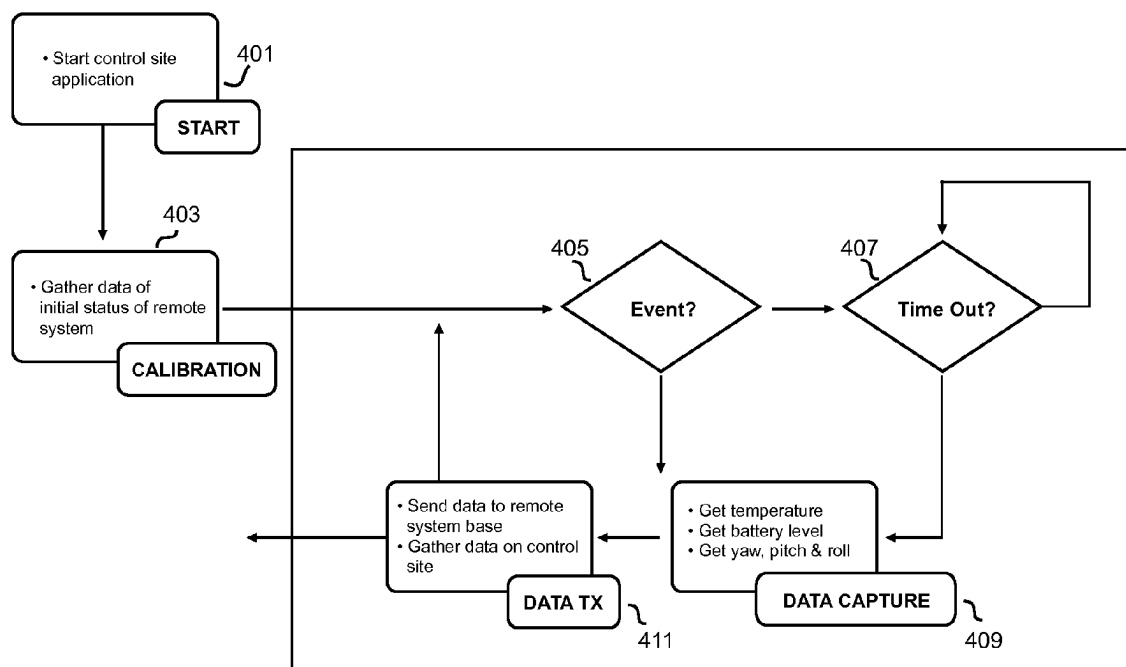 • Start control site
application
401
START
403
• Gather data of
initial status of remote
system
CALIBRATION
405
Event?
407
Time Out?
• Send data to remote
system base
• Gather data on control
site
DATA TX
411
• Get temperature
• Get battery level
• Get yaw, pitch & roll
DATA CAPTURE
409